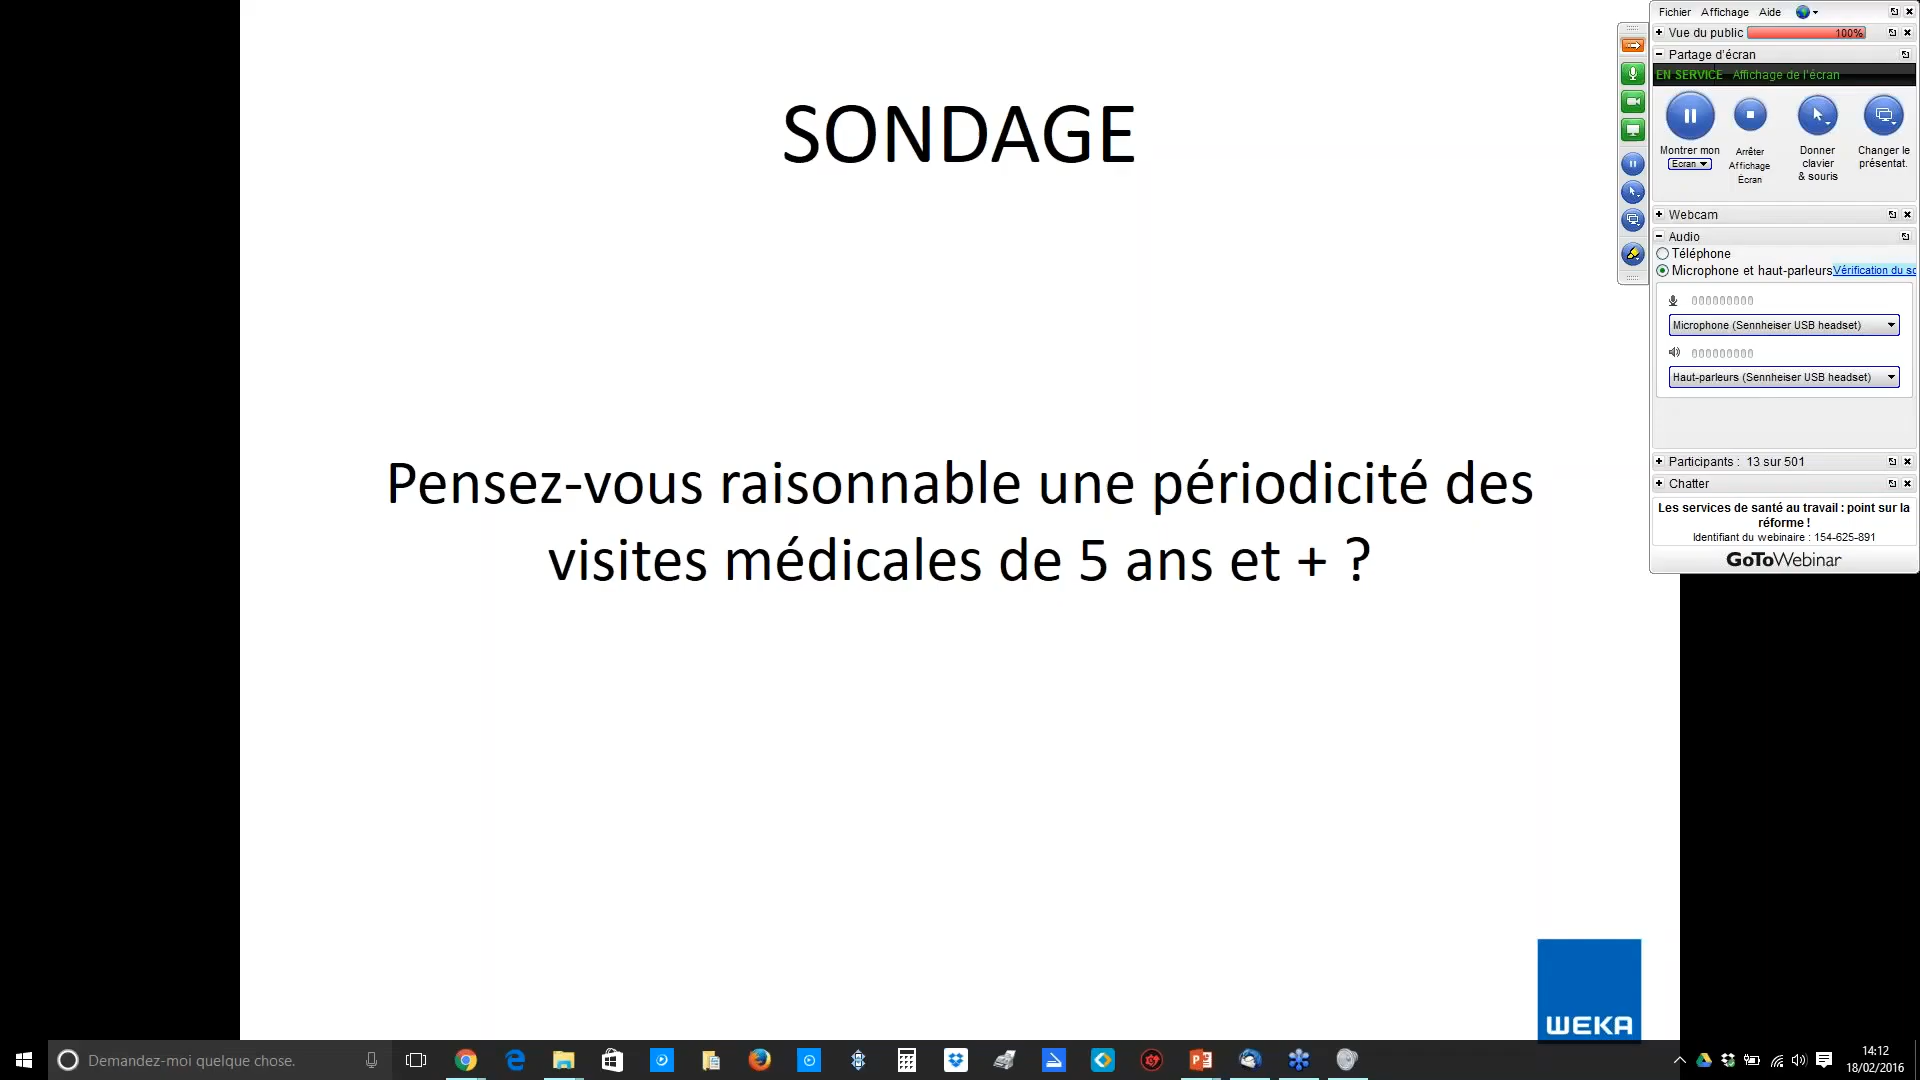 SONDAGE
Pensez-vous raisonnable une périodicité des
visites médicales de 5 ans et + ?
WEKA
Fichier Affichage Aide
Vue du public 100%
Partage d'écran
EN SERVICE Affichage de l'écran
Montrer mon
Ecran
Arrêter
Affichage
Écran
Donner
clavier
& souris
Changer le
présentat.
Webcam
Audio
Téléphone
Microphone et haut-parleurs Vérification du so
Microphone (Sennheiser USB headset)
Haut-parleurs (Sennheiser USB headset)
Participants : 13 sur 501
Chatter
Les services de santé au travail : point sur la
réforme !
Identifiant du webinaire : 154-625-891
GoToWebinar
Demandez-moi quelque chose.
14:12
18/02/2016